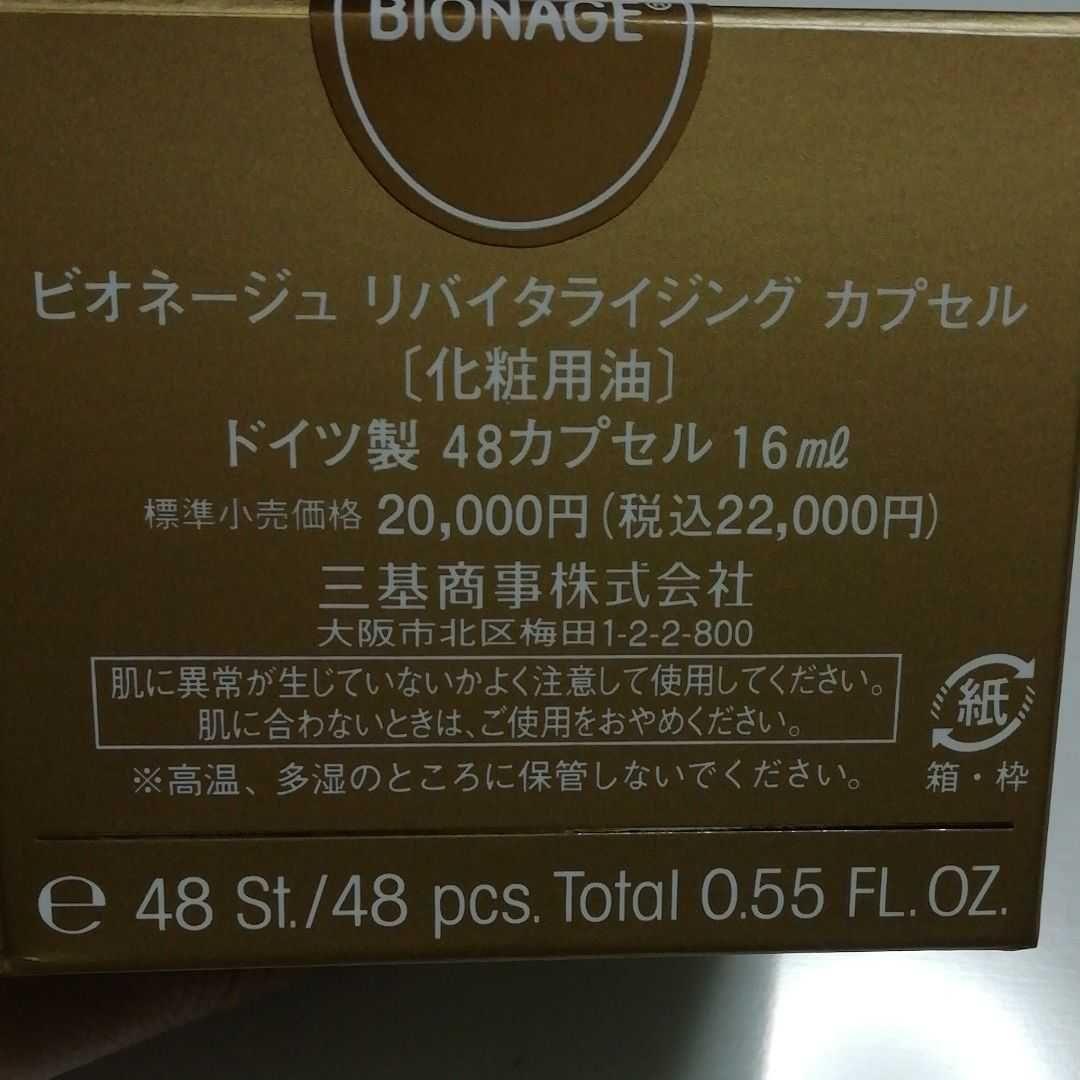 BIONAGE®
ビオネージュ リバイタライジング カプセル
〔化粧用油〕
ドイツ製 48カプセル 16ml
標準小売価格 20,000円(税込22,000円)
三基商事株式会社
大阪市北区梅田1-2-2-800
肌に異常が生じていないかよく注意して使用してください。
肌に合わないときは、ご使用をおやめください。
紙
箱・枠
※高温、多湿のところに保管しないでください。
℮ 48 St./48 pcs. Total 0.55 FL.OZ.